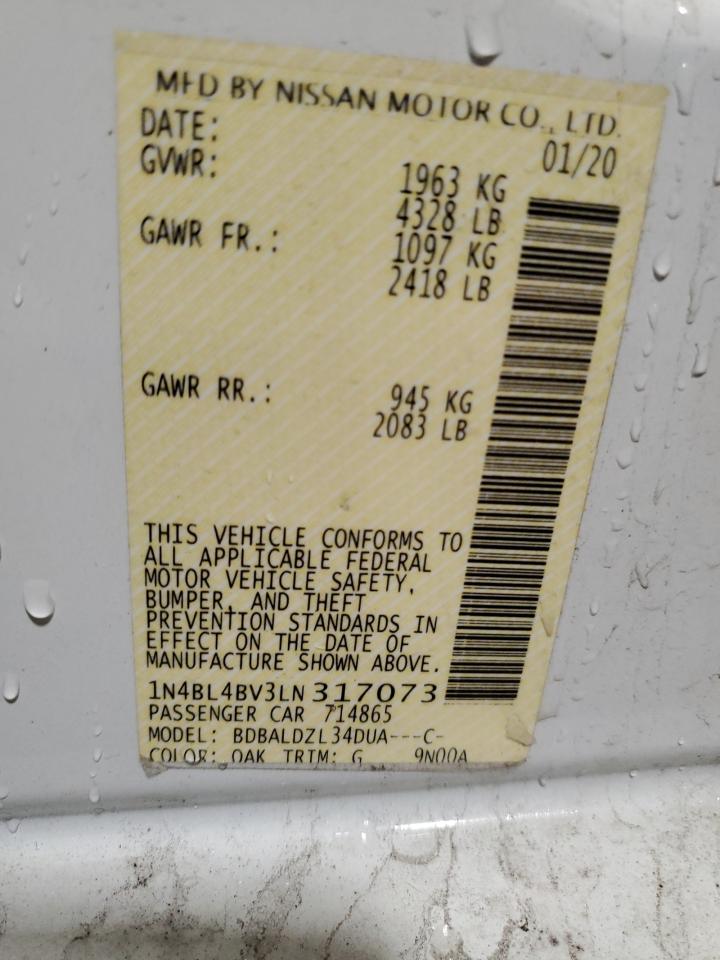 MFD BY NISSAN MOTOR CO., LTD.
DATE: 01/20
GVWR: 1963 KG
4328 LB
GAWR FR.: 1097 KG
2418 LB
GAWR RR.: 945 KG
2083 LB
THIS VEHICLE CONFORMS TO
ALL APPLICABLE FEDERAL
MOTOR VEHICLE SAFETY,
BUMPER, AND THEFT
PREVENTION STANDARDS IN
EFFECT ON THE DATE OF
MANUFACTURE SHOWN ABOVE.
1N4BL4BV3LN317073
PASSENGER CAR 714865
MODEL: BDBALDZL34DUA---C-
COLOR: QAK TRIM: G 9N00A